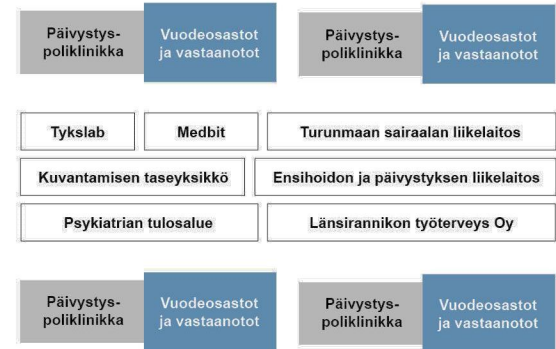 Päivystys-
poliklinikka
Vuodeosastot
ja vastaanotot
Päivystys-
poliklinikka
Vuodeosastot
ja vastaanotot
Tykslab
Medbit
Turunmaan sairaalan liikelaitos
Kuvantamisen taseyksikkö
Ensihoidon ja päivystyksen liikelaitos
Psykiatrian tulosalue
Länsirannikon työterveys Oy
Päivystys-
poliklinikka
Vuodeosastot
ja vastaanotot
Päivystys-
poliklinikka
Vuodeosastot
ja vastaanotot